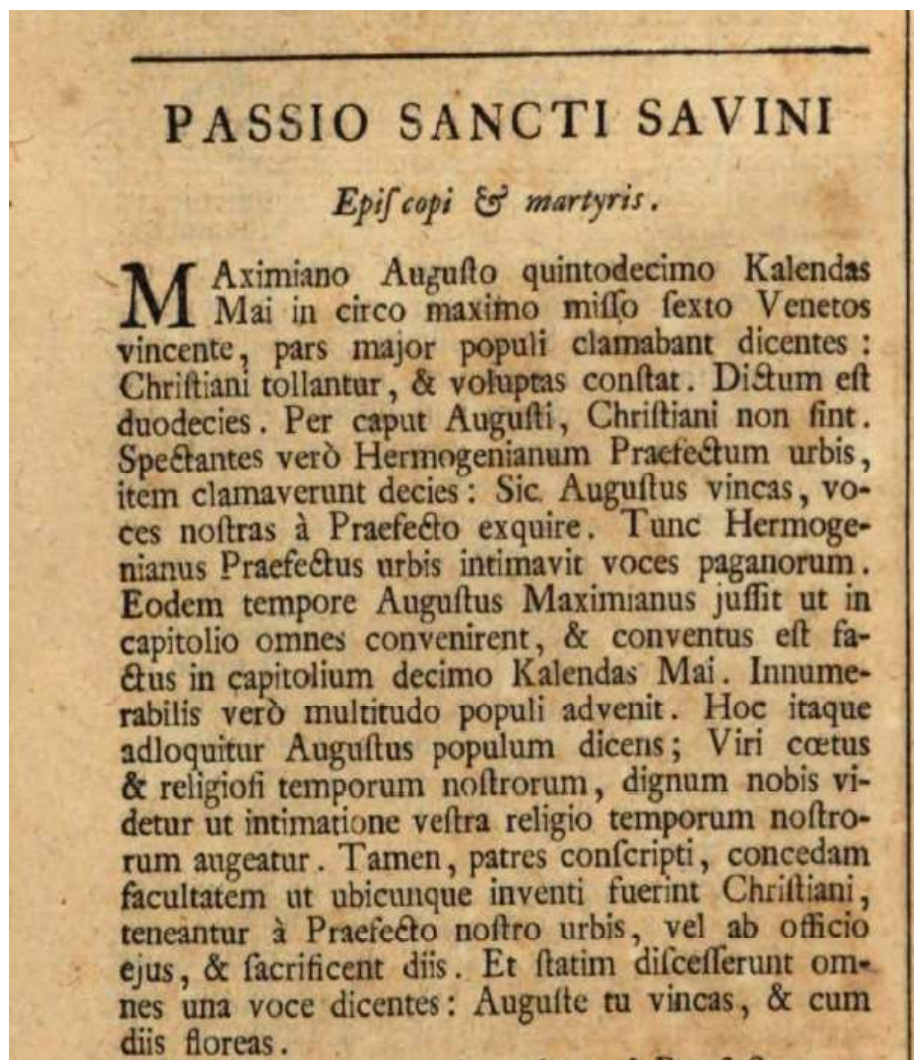 PASSIO SANCTI SAVINI
Epiſcopi & martyris.
MAximiano Auguſto quintodecimo Kalendas
Mai in circo maximo miſſo ſexto Venetos
vincente, pars major populi clamabant dicentes :
Chriſtiani tollantur, & voluptas conſtat. Dictum eſt
duodecies. Per caput Auguſti, Chriſtiani non ſint.
Spectantes verò Hermogenianum Praefectum urbis,
item clamaverunt decies: Sic Auguſtus vincas, vo-
ces noſtras à Praefecto exquire. Tunc Hermoge-
nianus Praefectus urbis intimavit voces paganorum.
Eodem tempore Auguſtus Maximianus juſſit ut in
capitolio omnes convenirent, & conventus eſt fa-
ctus in capitolium decimo Kalendas Mai. Innume-
rabilis verò multitudo populi advenit. Hoc itaque
adloquitur Auguſtus populum dicens; Viri cœtus
& religioſi temporum noſtrorum, dignum nobis vi-
detur ut intimatione veſtra religio temporum noſtro-
rum augeatur. Tamen, patres conſcripti, concedam
facultatem ut ubicunque inventi fuerint Chriſtiani,
teneantur à Praefecto noſtro urbis, vel ab officio
ejus, & ſacrificent diis. Et ſtatim diſceſſerunt om-
nes una voce dicentes: Auguſte tu vincas, & cum
diis floreas.